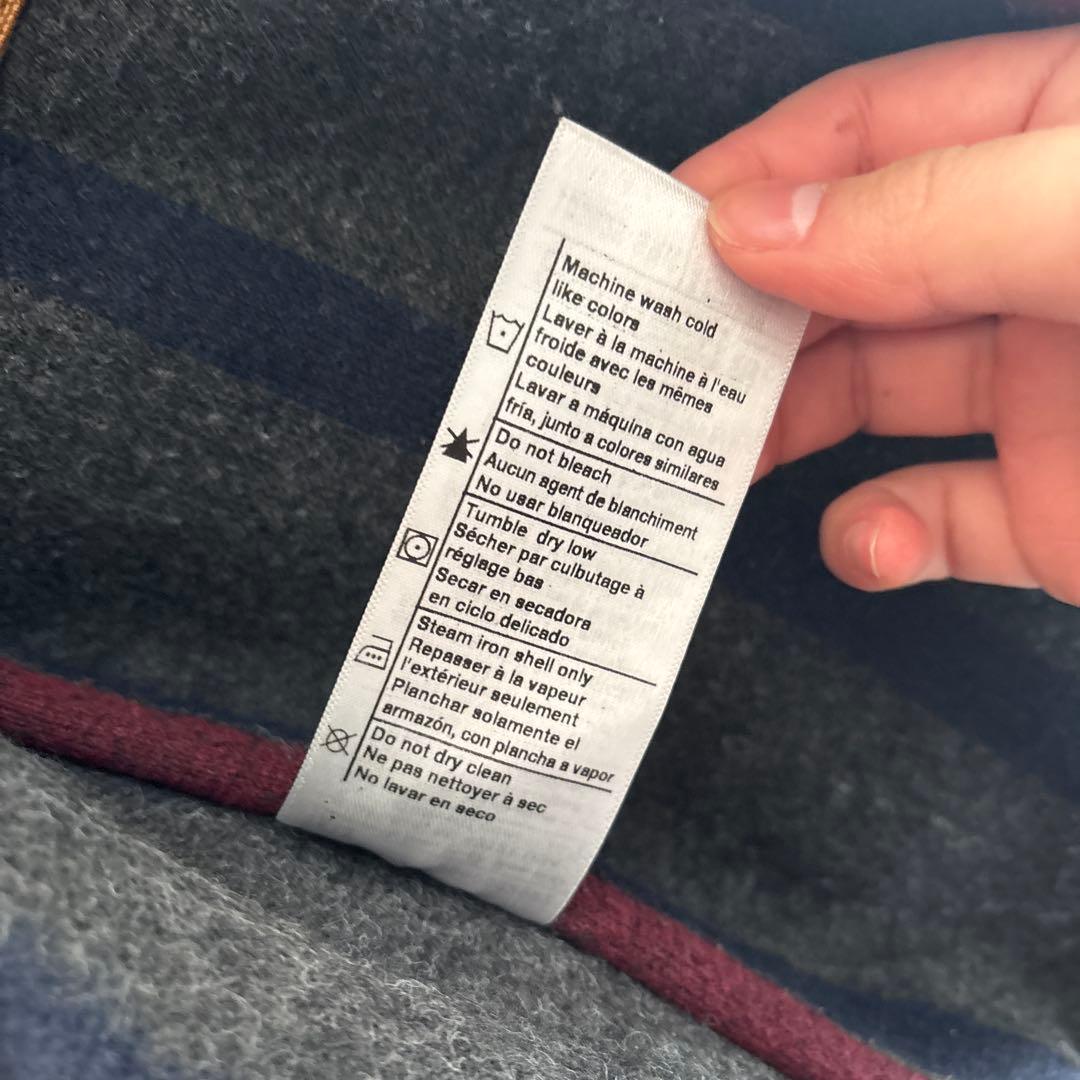 Machine wash cold
like colors
Laver à la machine à l'eau
froide avec les mêmes
couleurs
Lavar a máquina con agua
fría, junto a colores similares
Do not bleach
Aucun agent de blanchiment
No usar blanqueador
Tumble dry low
Sécher par culbutage à
réglage bas
Secar en secadora
en ciclo delicado
Steam iron shell only
Repasser à la vapeur
l'extérieur seulement
Planchar solamente el
armazón, con plancha a vapor
Do not dry clean
Ne pas nettoyer à sec
No lavar en seco